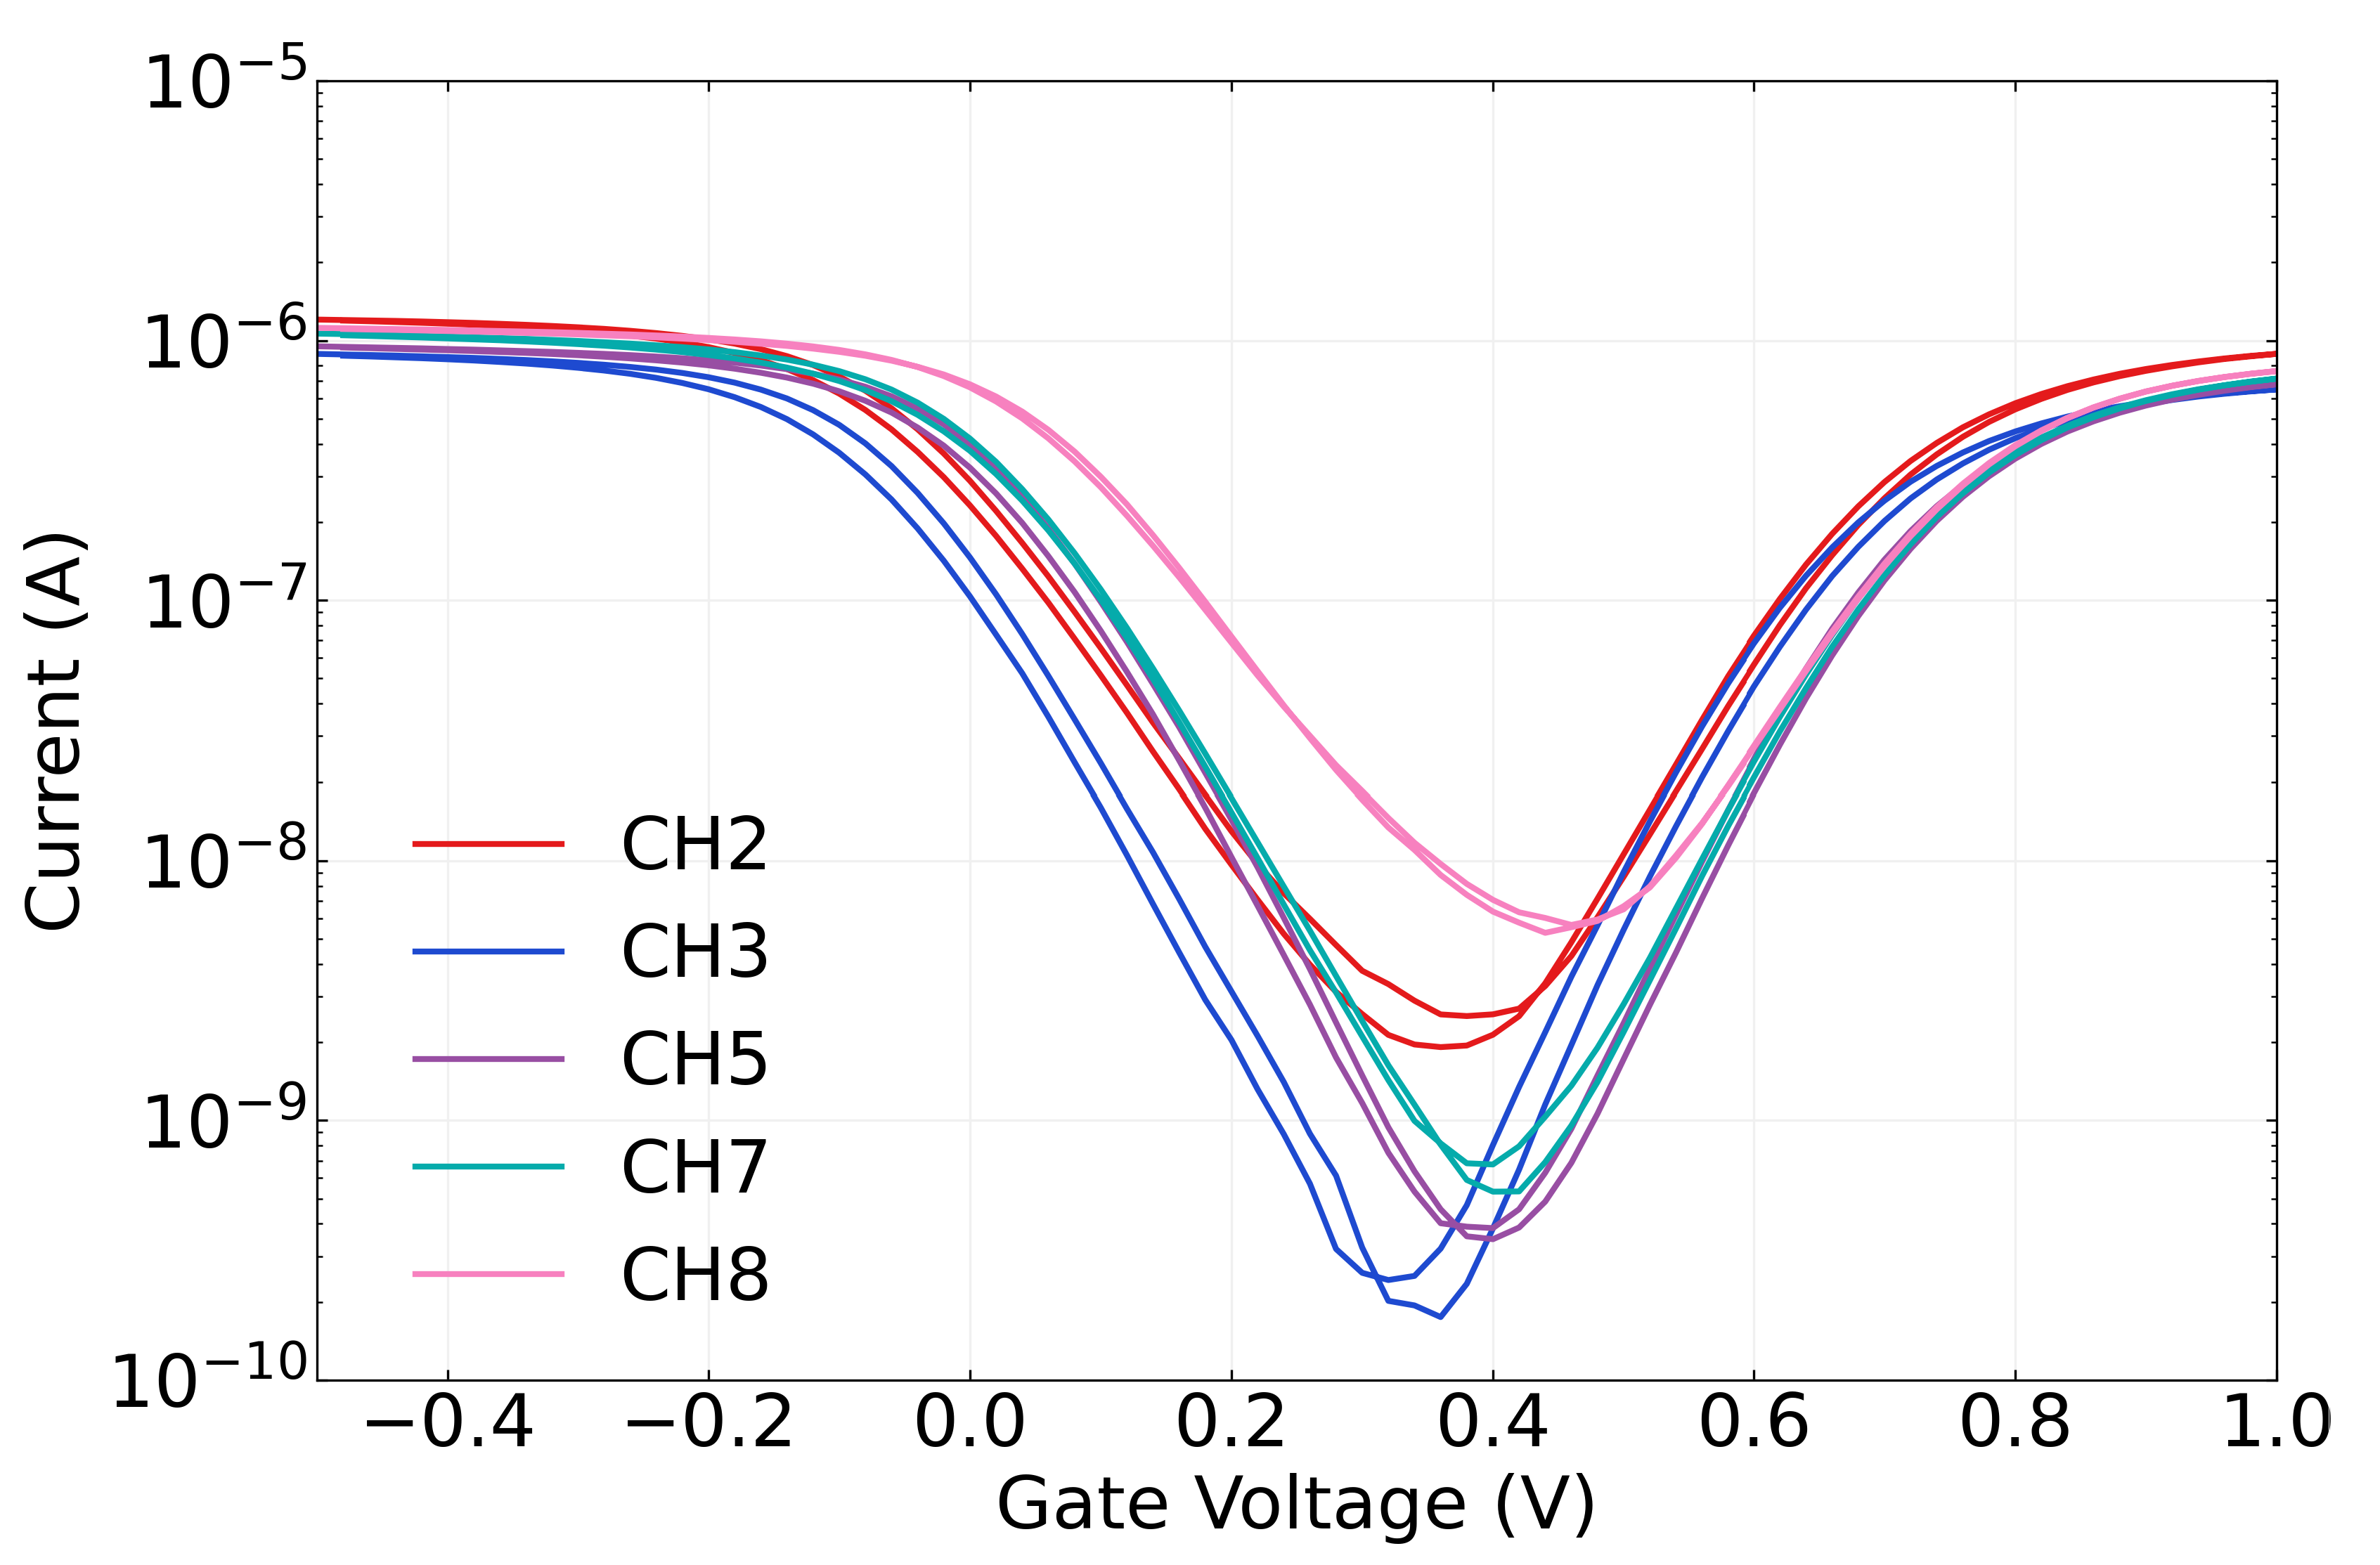 10⁻⁵
10⁻⁶
10⁻⁷
10⁻⁸
10⁻⁹
10⁻¹⁰
Current (A)
CH2
CH3
CH5
CH7
CH8
−0.4 −0.2 0.0 0.2 0.4 0.6 0.8 1.0
Gate Voltage (V)